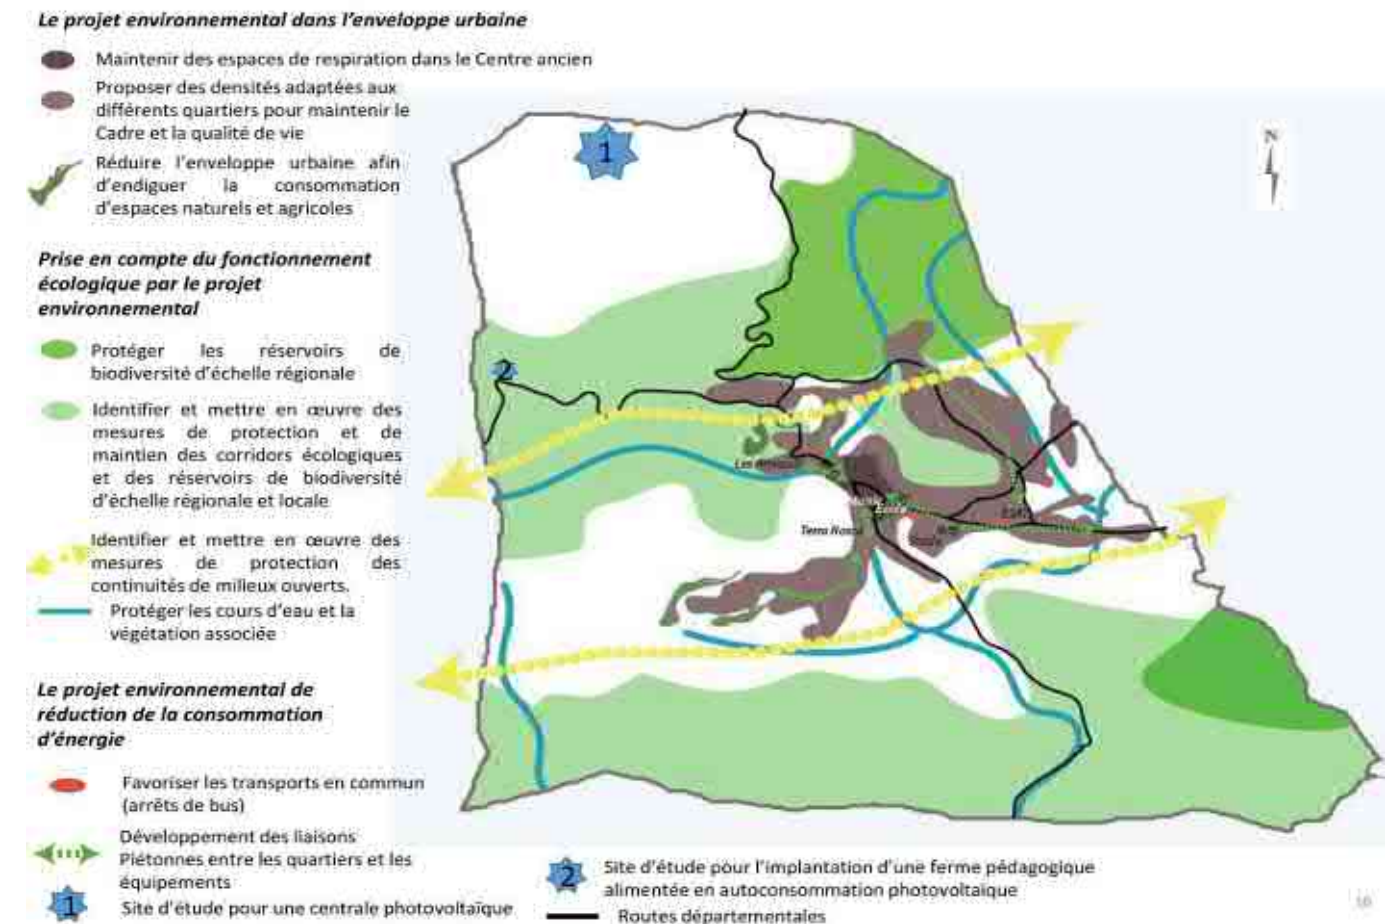 Le projet environnemental dans l'enveloppe urbaine
Maintenir des espaces de respiration dans le Centre ancien
Proposer des densités adaptées aux
différents quartiers pour maintenir le
Cadre et la qualité de vie
Réduire l'enveloppe urbaine afin
d'endiguer la consommation
d'espaces naturels et agricoles
Prise en compte du fonctionnement
écologique par le projet
environnemental
Protéger les réservoirs de
biodiversité d'échelle régionale
Identifier et mettre en œuvre des
mesures de protection et de
maintien des corridors écologiques
et des réservoirs de biodiversité
d'échelle régionale et locale
Identifier et mettre en œuvre des
mesures de protection des
continuités de milieux ouverts.
Protéger les cours d'eau et la
végétation associée
Le projet environnemental de
réduction de la consommation
d'énergie
Favoriser les transports en commun
(arrêts de bus)
Développement des liaisons
Piétonnes entre les quartiers et les
équipements
1 Site d'étude pour une centrale photovoltaïque
2 Site d'étude pour l'implantation d'une ferme pédagogique
alimentée en autoconsommation photovoltaïque
Routes départementales
N
1
2
Les
Ecole
Terra Rossa
Stade
16